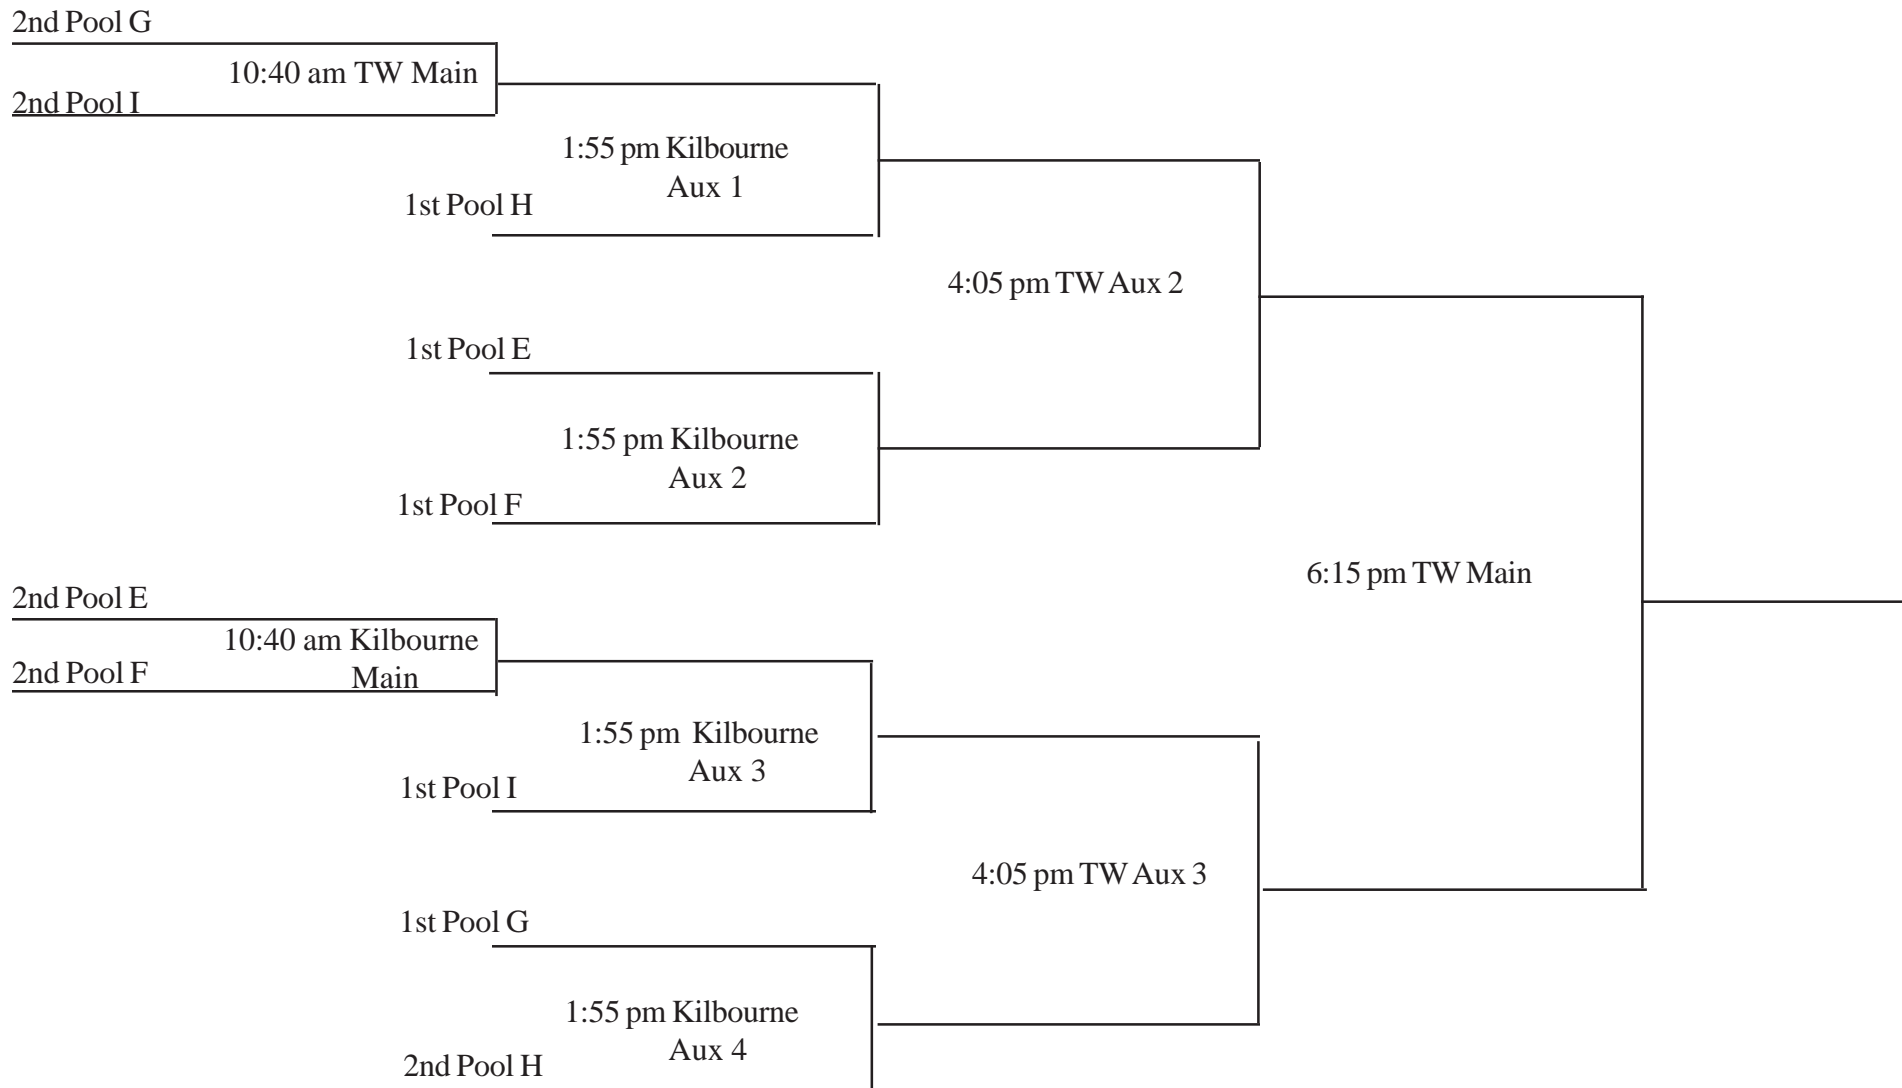 2nd Pool G
10:40 am TW Main
2nd Pool I
1:55 pm Kilbourne
Aux 1
1st Pool H
4:05 pm TW Aux 2
1st Pool E
1:55 pm Kilbourne
Aux 2
1st Pool F
6:15 pm TW Main
2nd Pool E
10:40 am Kilbourne
2nd Pool F
Main
1:55 pm Kilbourne
Aux 3
1st Pool I
4:05 pm TW Aux 3
1st Pool G
1:55 pm Kilbourne
Aux 4
2nd Pool H